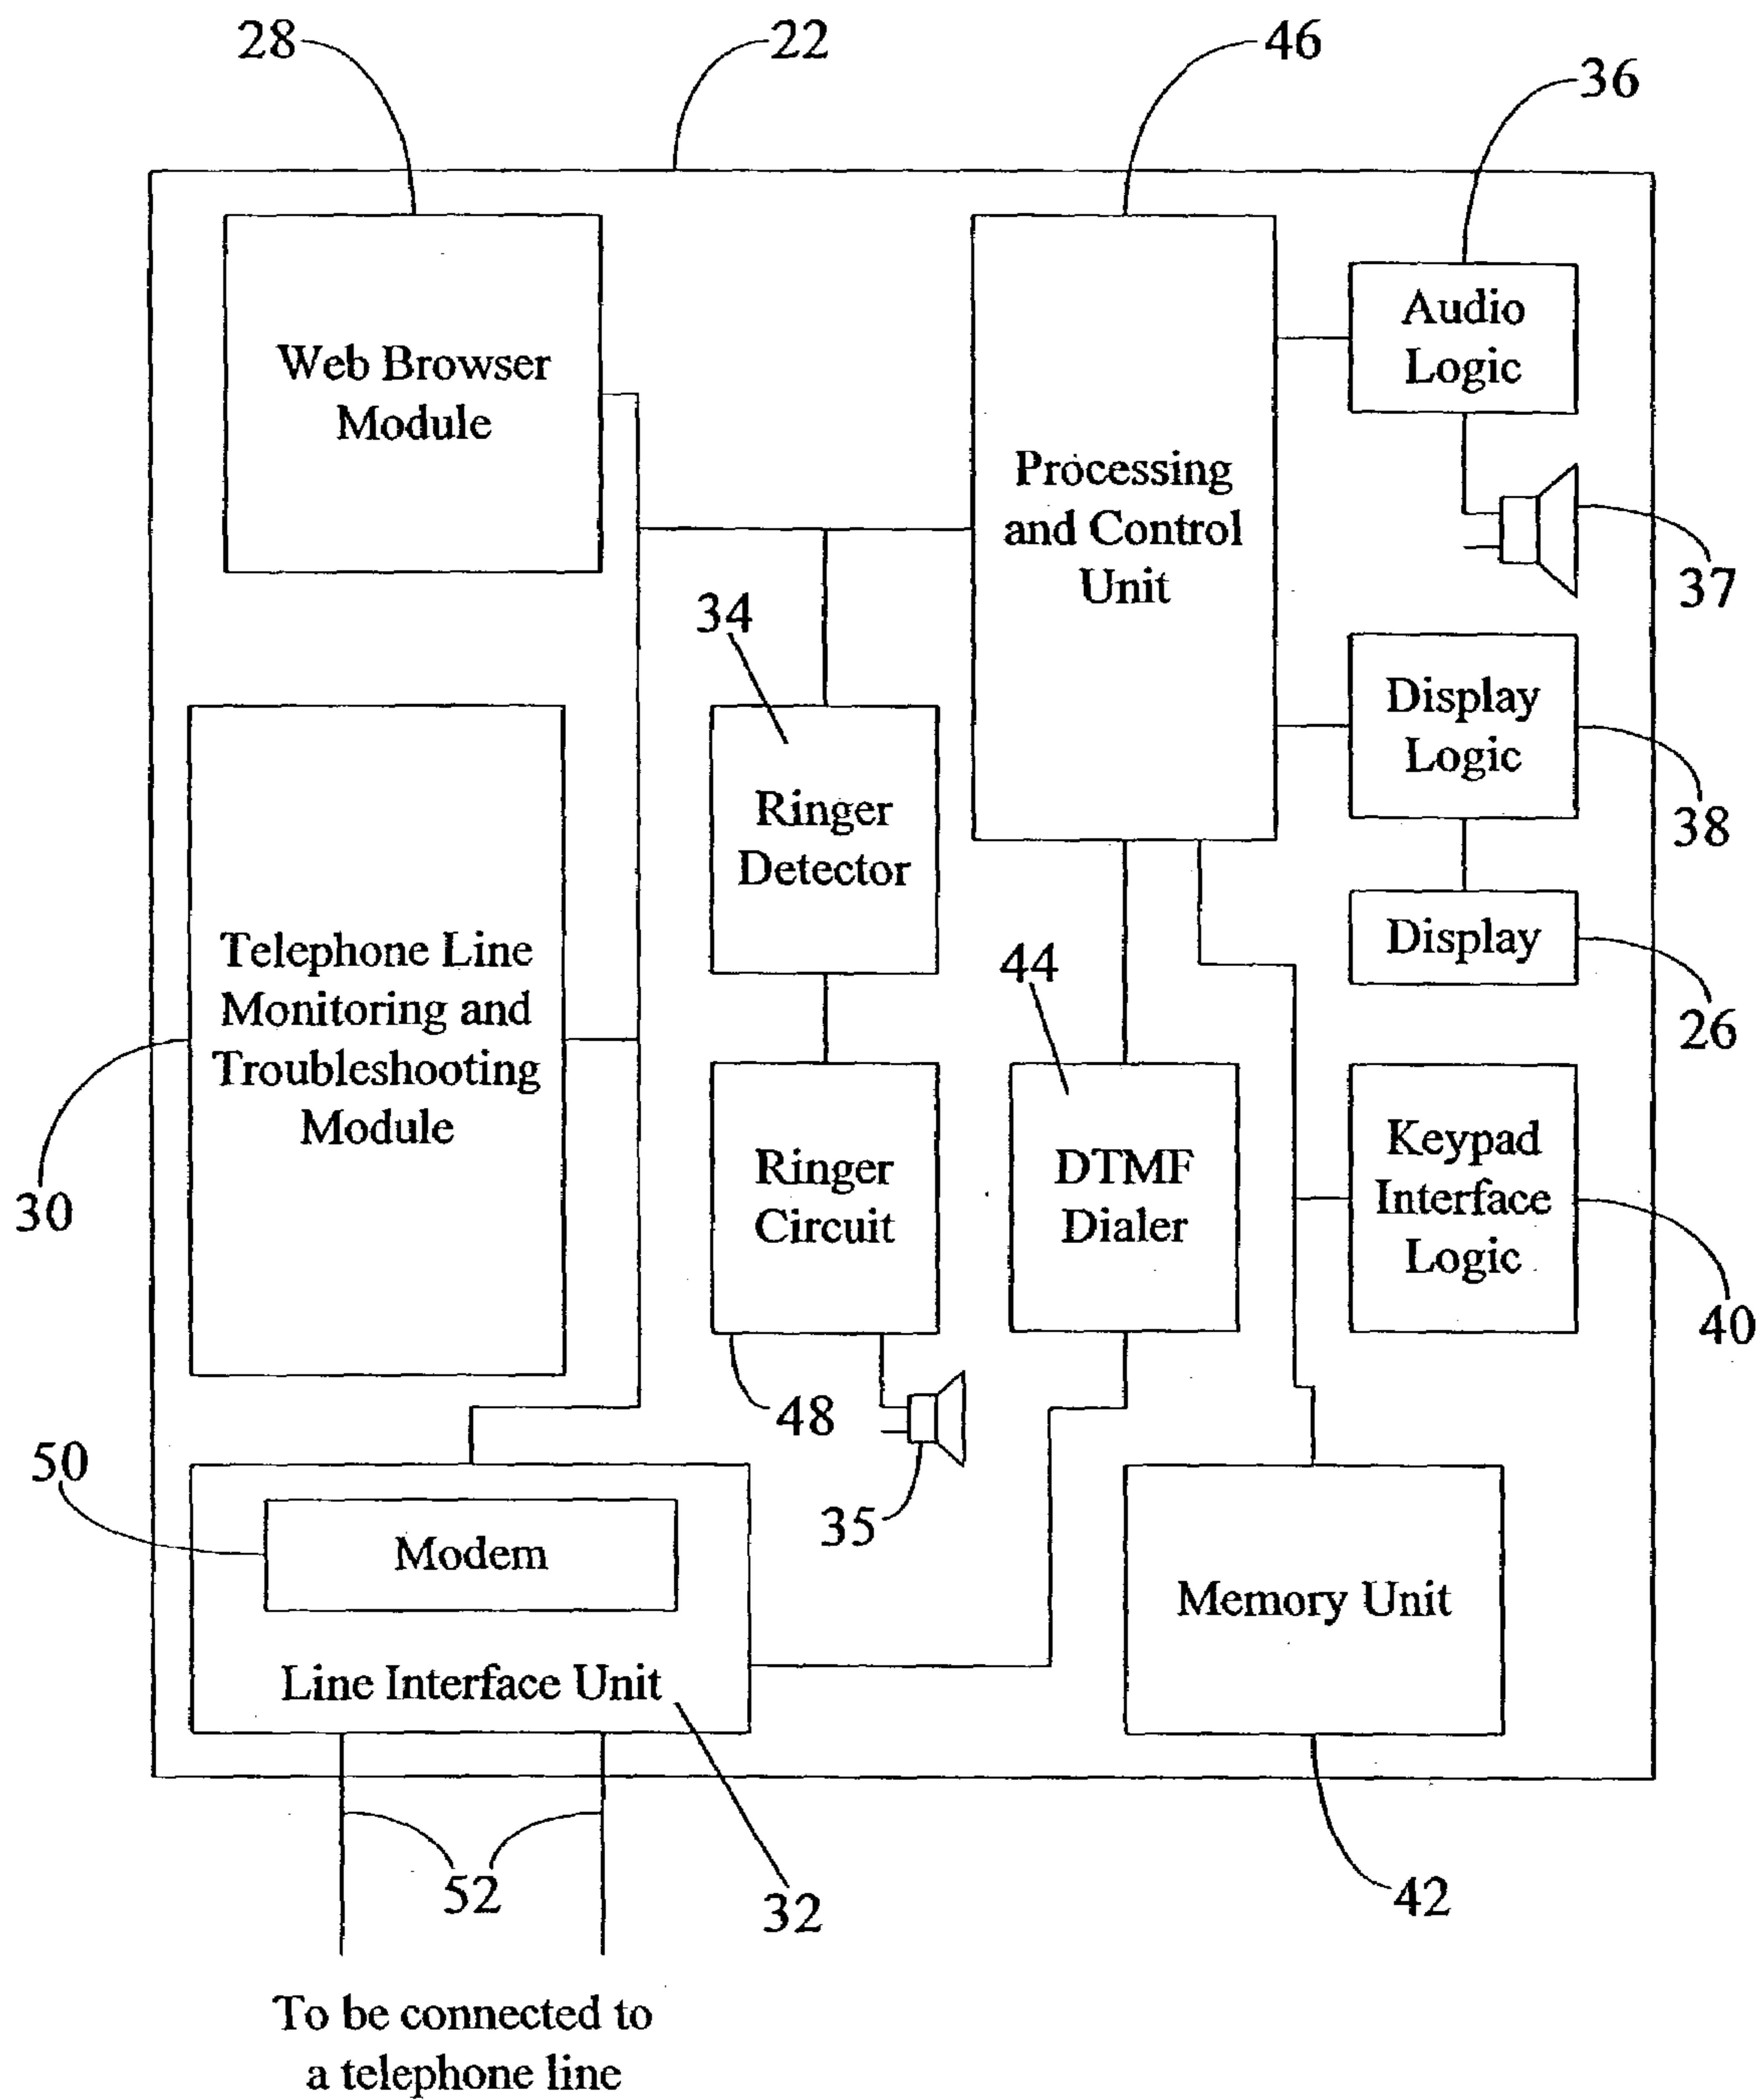 28
22
46
36
Web Browser
Module
Processing
and Control
Unit
Audio
Logic
37
34
Ringer
Detector
Display
Logic
38
Display
26
Telephone Line
Monitoring and
Troubleshooting
Module
30
44
Ringer
Circuit
DTMF
Dialer
Keypad
Interface
Logic
40
48
35
50
Modem
Line Interface Unit
Memory Unit
52
32
42
To be connected to
a telephone line